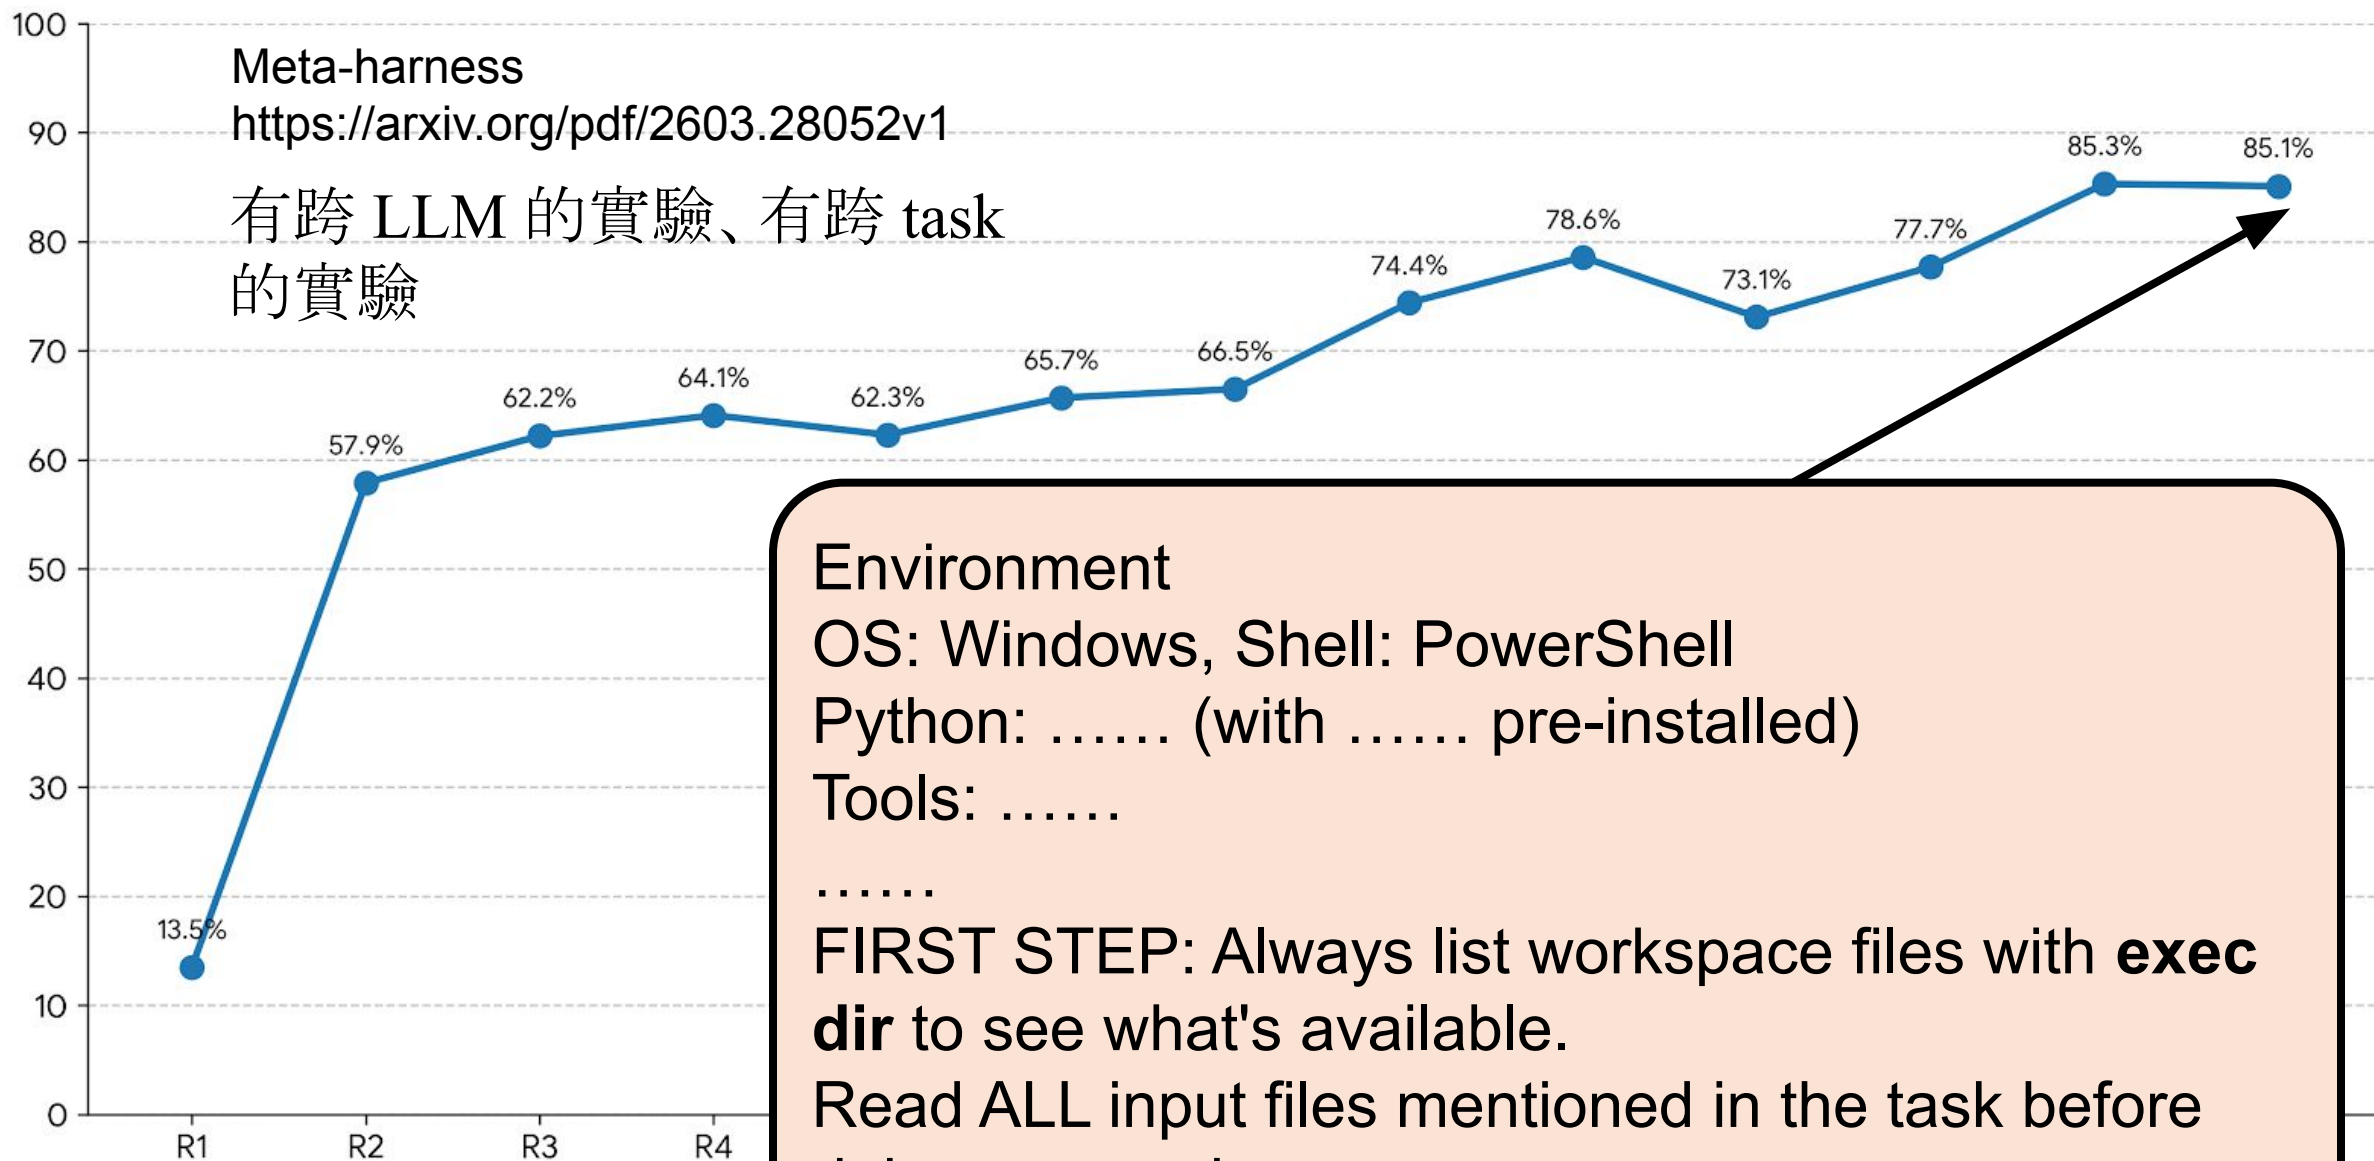 100
90
80
70
60
50
40
30
20
10
0
Meta-harness
https://arxiv.org/pdf/2603.28052v1
有跨 LLM 的實驗、有跨 task
的實驗
13.5%
57.9%
62.2%
64.1%
62.3%
65.7%
66.5%
74.4%
78.6%
73.1%
77.7%
85.3%
85.1%
Environment
OS: Windows, Shell: PowerShell
Python: …… (with …… pre-installed)
Tools: ……
……
FIRST STEP: Always list workspace files with exec
dir to see what's available.
Read ALL input files mentioned in the task before
R1
R2
R3
R4